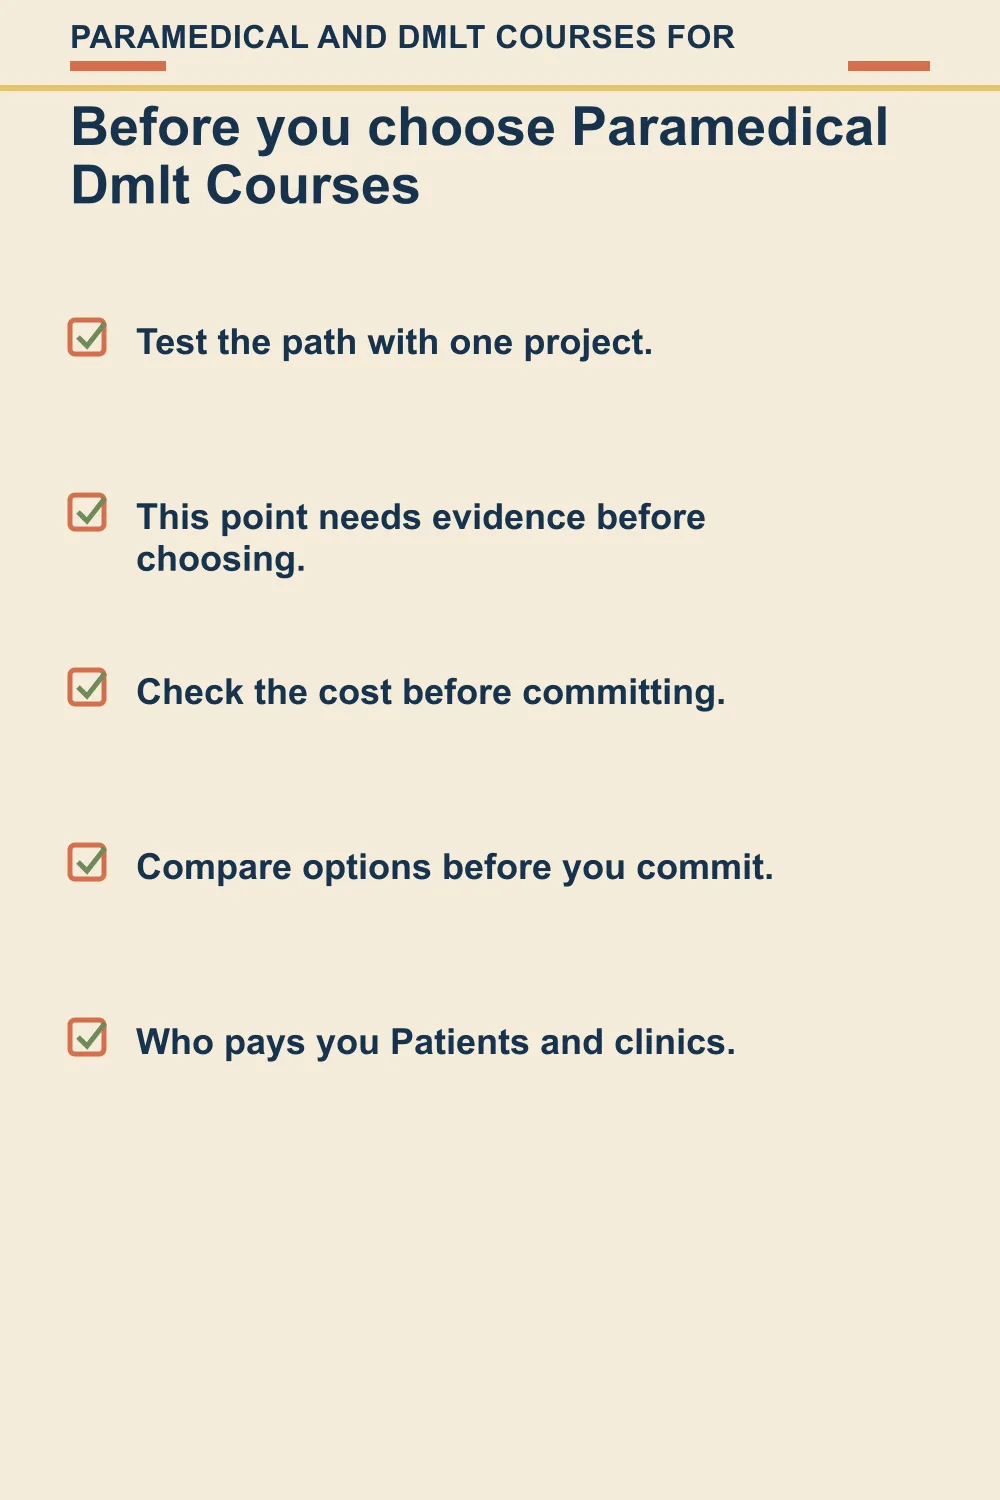 PARAMEDICAL AND DMLT COURSES FOR
Before you choose Paramedical
Dmlt Courses
Test the path with one project.
This point needs evidence before
choosing.
Check the cost before committing.
Compare options before you commit.
Who pays you Patients and clinics.